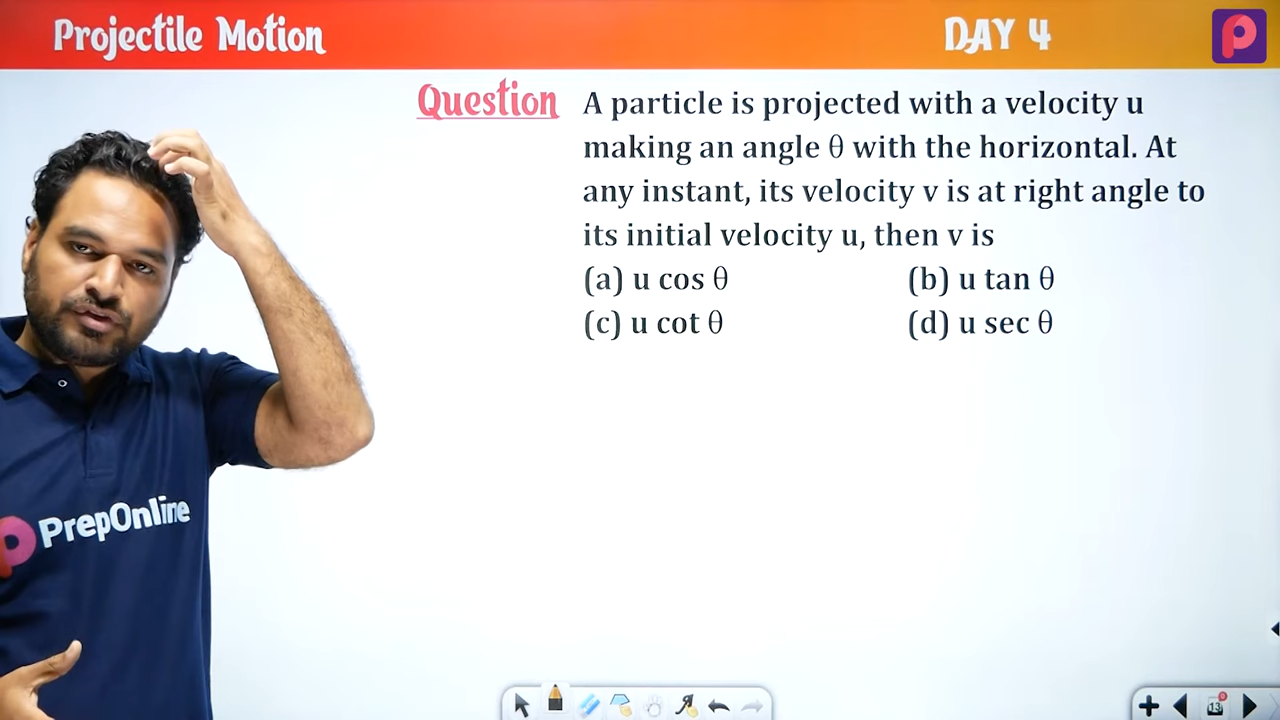 Projectile Motion
DAY 4
Question
A particle is projected with a velocity u
making an angle θ with the horizontal. At
any instant, its velocity v is at right angle to
its initial velocity u, then v is
(a) u cos θ
(b) u tan θ
(c) u cot θ
(d) u sec θ
PrepOnline
13